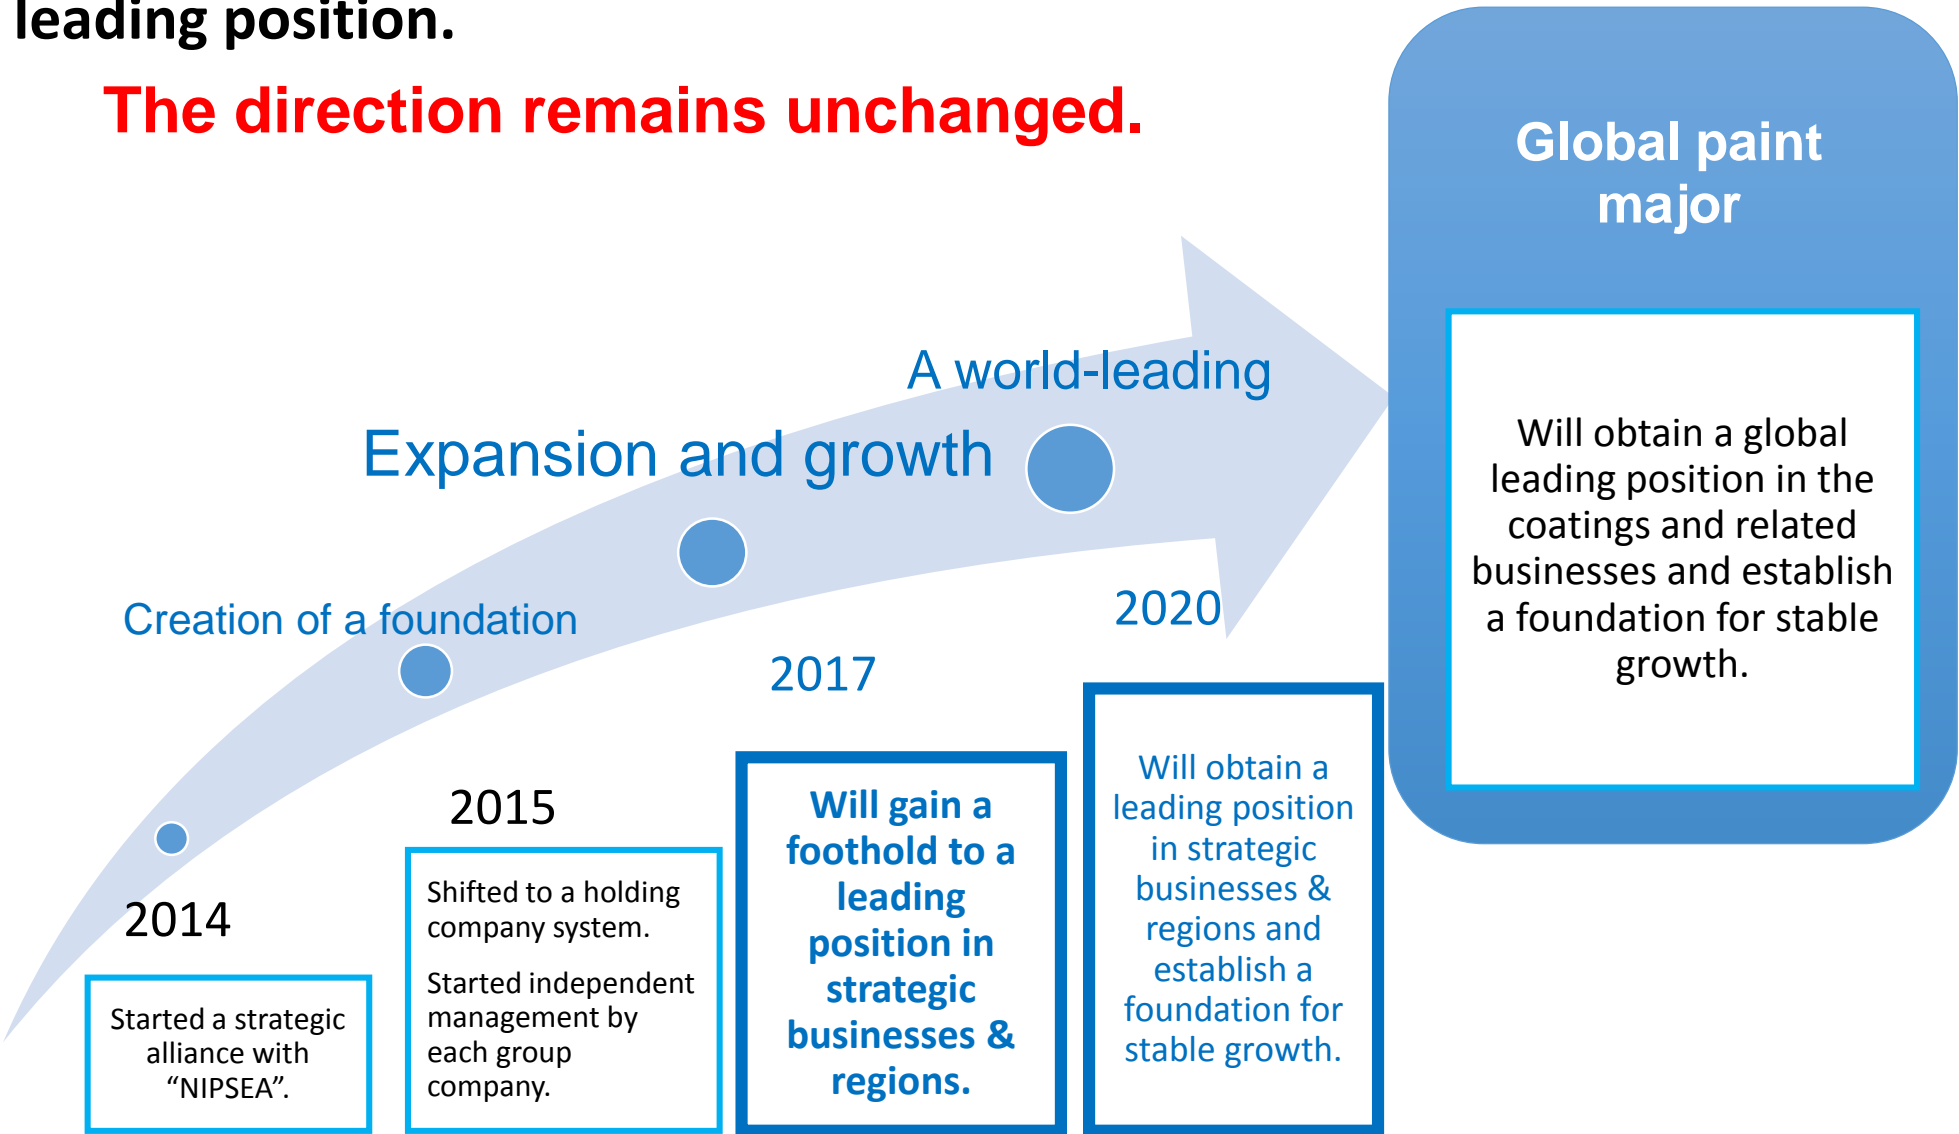 leading position.
The direction remains unchanged.
Global paint
major
Will obtain a global
leading position in the
coatings and related
businesses and establish
a foundation for stable
growth.
A world-leading
Expansion and growth
Creation of a foundation
2014
Started a strategic
alliance with
“NIPSEA”.
2015
Shifted to a holding
company system.
Started independent
management by
each group
company.
2017
Will gain a
foothold to a
leading
position in
strategic
businesses &
regions.
2020
Will obtain a
leading position
in strategic
businesses &
regions and
establish a
foundation for
stable growth.